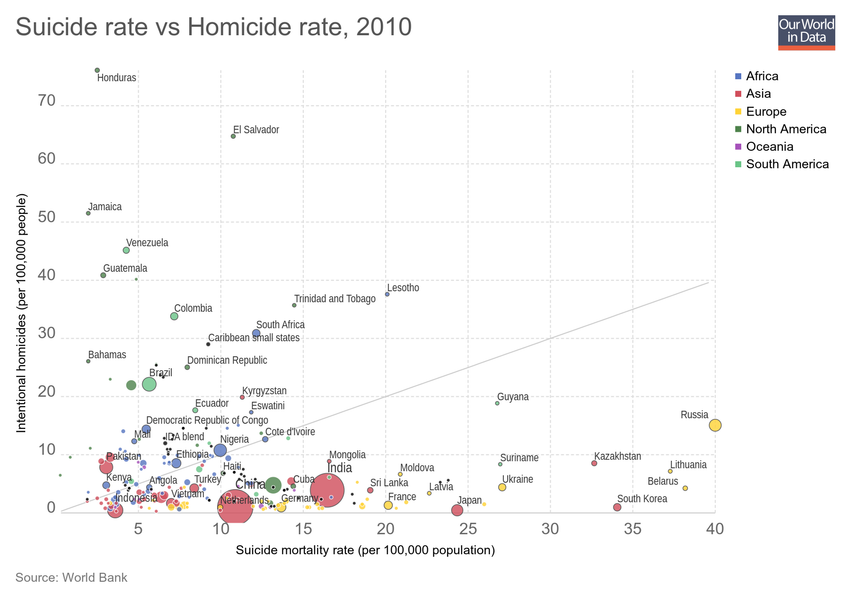 Suicide rate vs Homicide rate, 2010
Our World
in Data
Africa
Asia
Europe
North America
Oceania
South America
Intentional homicides (per 100,000 people)
70
60
50
40
30
20
10
0
Honduras
El Salvador
Jamaica
Venezuela
Guatemala
Lesotho
Trinidad and Tobago
Colombia
South Africa
Caribbean small states
Bahamas
Dominican Republic
Brazil
Kyrgyzstan
Guyana
Ecuador
Eswatini
Russia
Democratic Republic of Congo
Mali
IDA blend
Nigeria
Cote d'Ivoire
Pakistan
Ethiopia
Mongolia
Suriname
Kazakhstan
Haiti
India
Moldova
Lithuania
Kenya
Angola
Turkey
China
Cuba
Sri Lanka
Ukraine
Belarus
Latvia
Indonesia
Vietnam
Netherlands
Germany
France
Japan
South Korea
5
10
15
20
25
30
35
40
Suicide mortality rate (per 100,000 population)
Source: World Bank